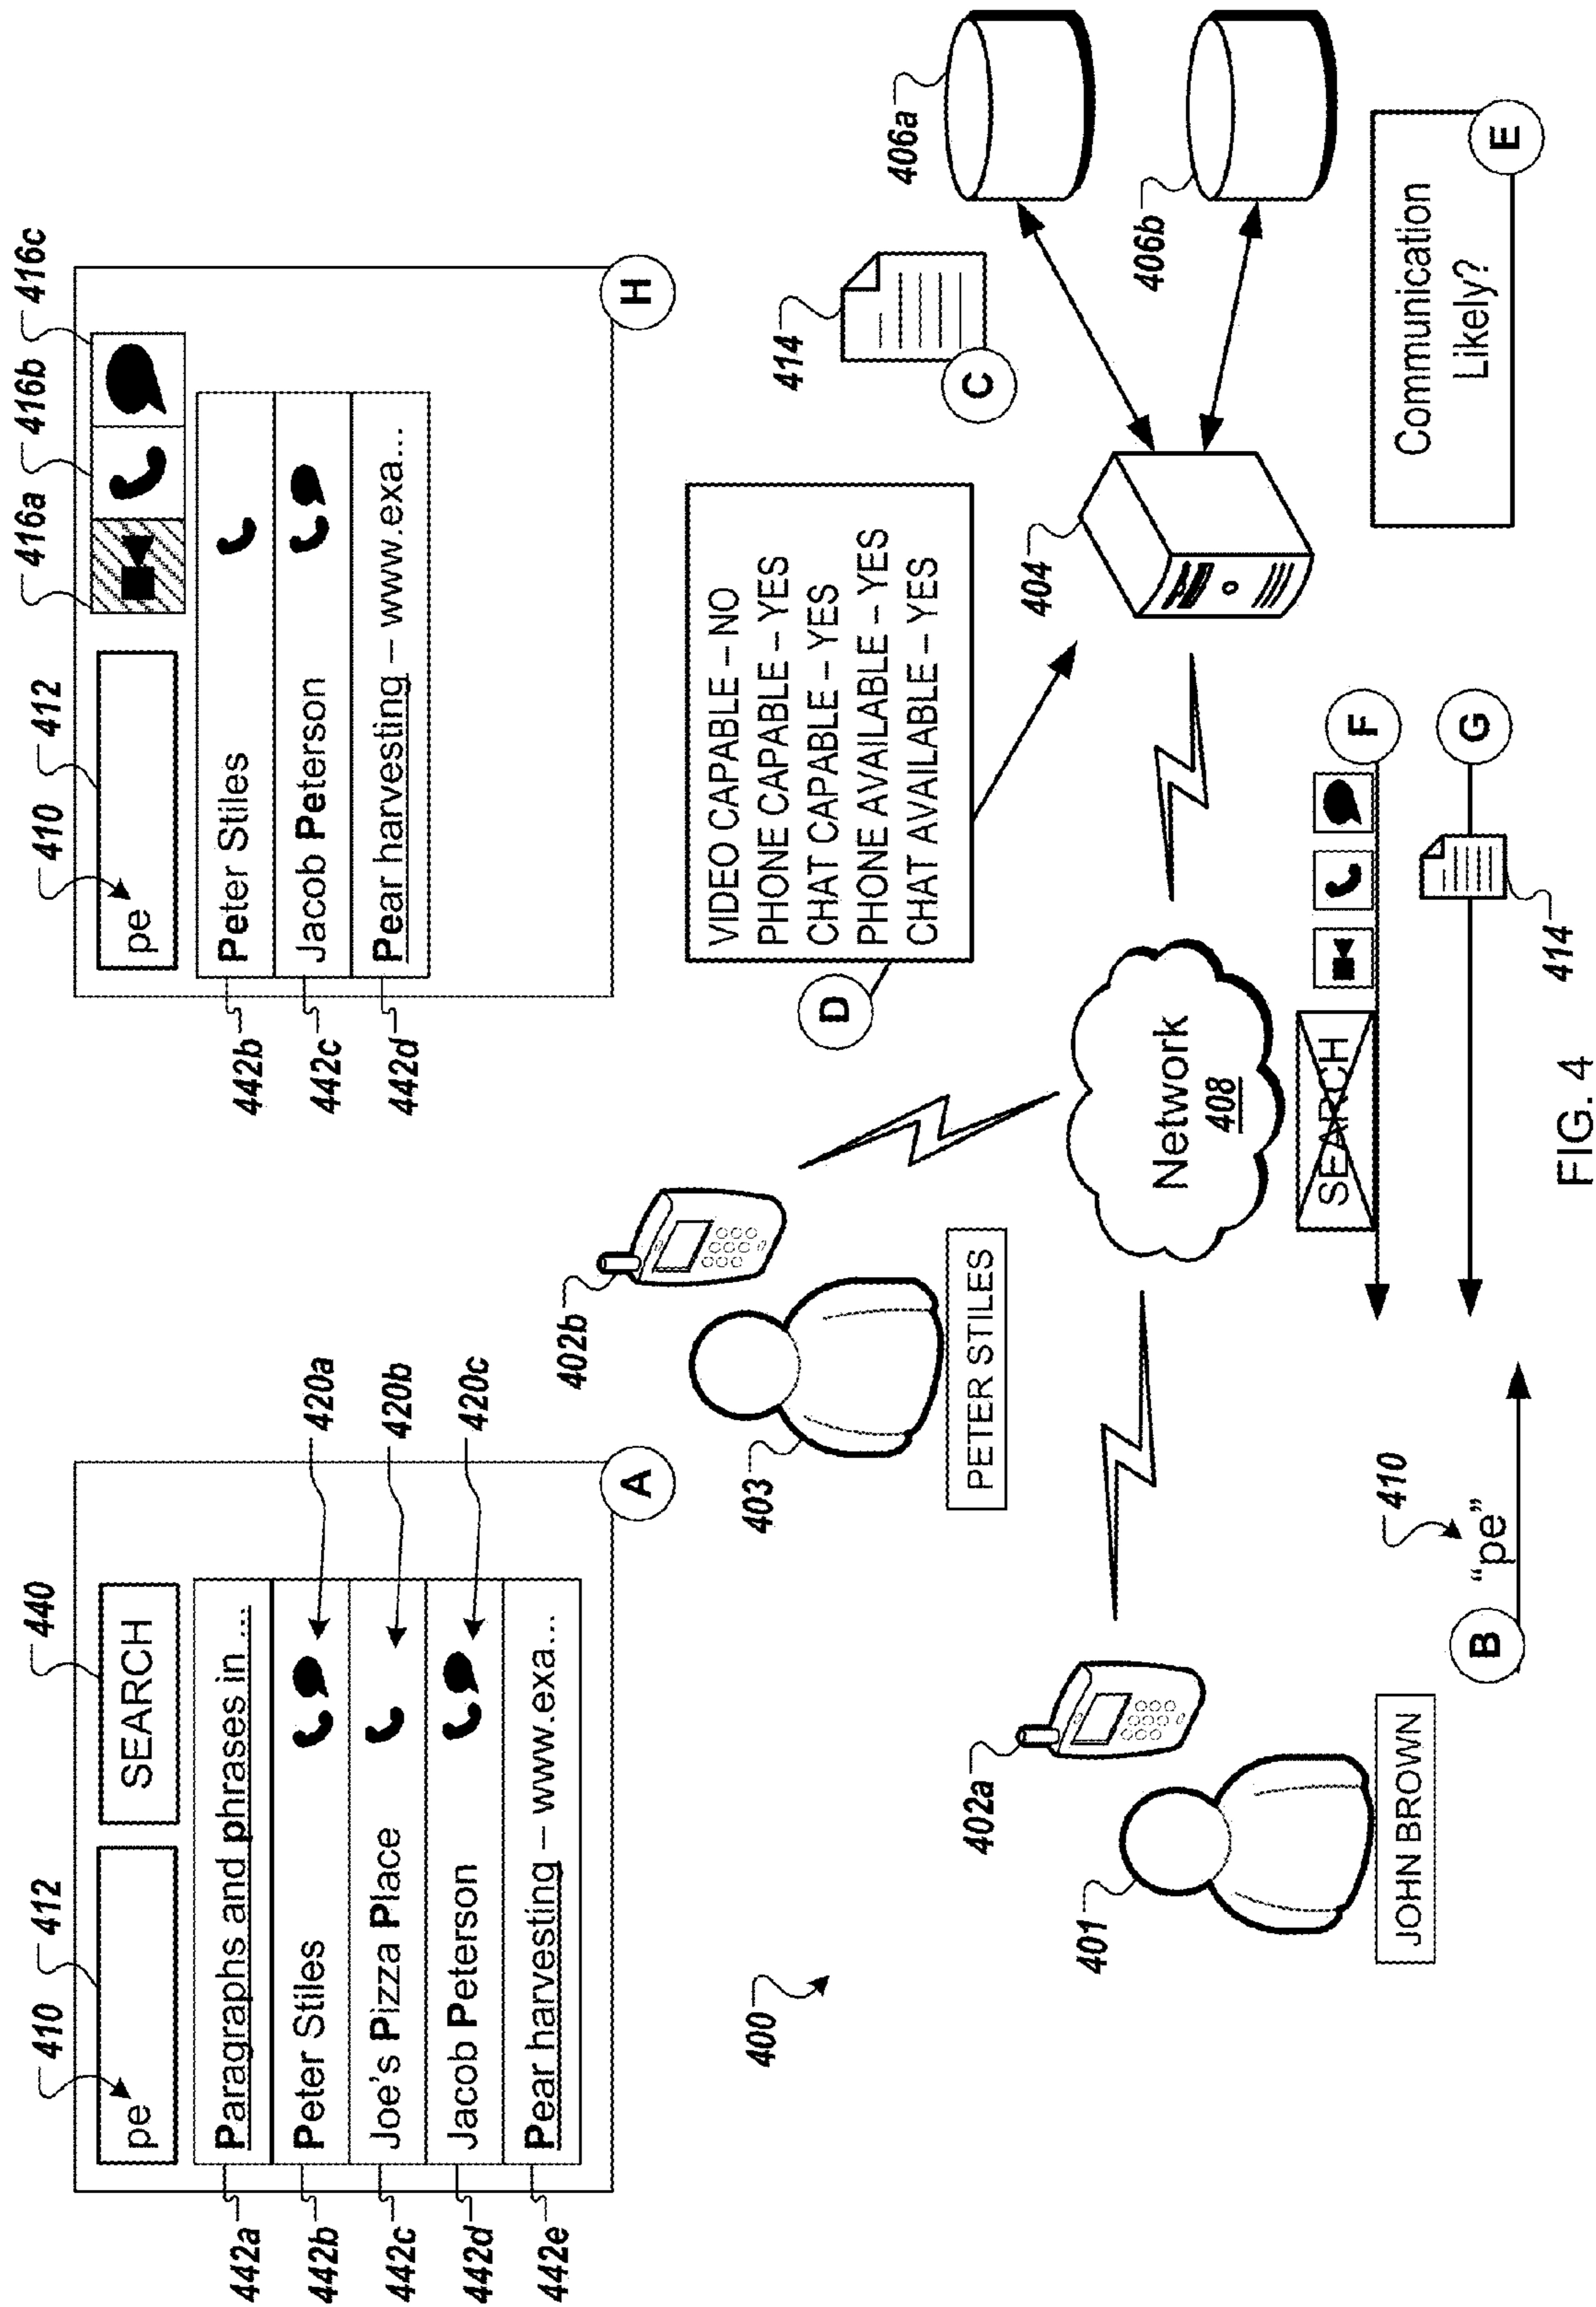 410
412
440
pe
SEARCH
442a
Paragraphs and phrases in ...
442b
Peter Stiles
420a
442c
Joe's Pizza Place
420b
442d
Jacob Peterson
420c
442e
Pear harvesting – www.exa...
A
410
412
416a
416b
416c
pe
442b
Peter Stiles
442c
Jacob Peterson
442d
Pear harvesting – www.exa...
H
400
402b
403
PETER STILES
D
VIDEO CAPABLE – NO
PHONE CAPABLE – YES
CHAT CAPABLE – YES
PHONE AVAILABLE – YES
CHAT AVAILABLE – YES
414
C
406a
406b
404
402a
401
JOHN BROWN
Network
408
Communication
Likely?
E
SEARCH
F
G
414
410
B
"pe"
FIG. 4